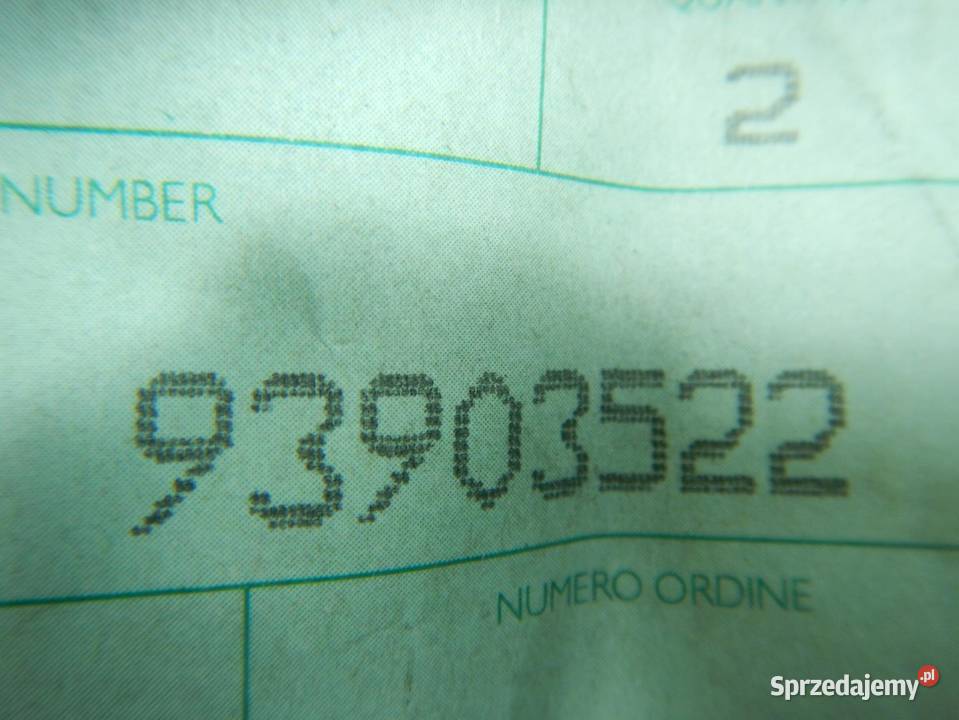 2
NUMBER
93903522
NUMERO ORDINE
Sprzedajemy.pl